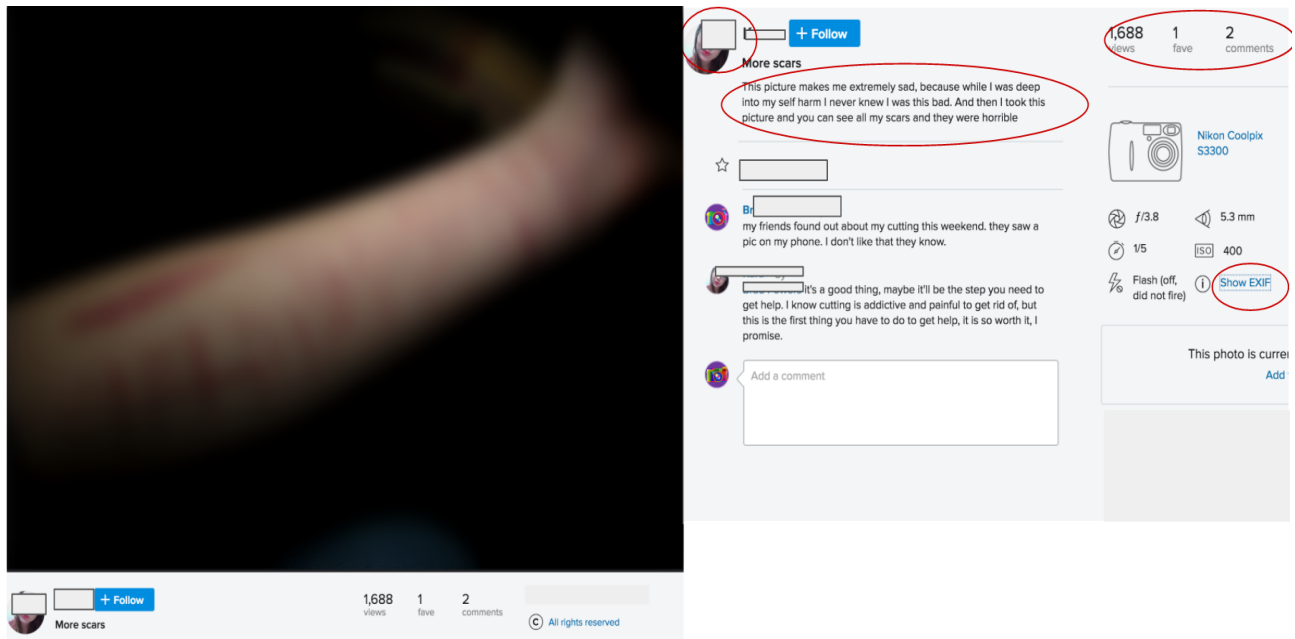 + Follow
More scars
1,688 1 2
views fave comments
© All rights reserved
+ Follow
More scars
This picture makes me extremely sad, because while I was deep
into my self harm I never knew I was this bad. And then I took this
picture and you can see all my scars and they were horrible
Br
my friends found out about my cutting this weekend. they saw a
pic on my phone. I don't like that they know.
it's a good thing, maybe it'll be the step you need to
get help. I know cutting is addictive and painful to get rid of, but
this is the first thing you have to do to get help, it is so worth it, I
promise.
Add a comment
1,688 1 2
views fave comments
Nikon Coolpix
S3300
ƒ/3.8 5.3 mm
1/5 ISO 400
Flash (off,
did not fire)
Show EXIF
This photo is curre
Add